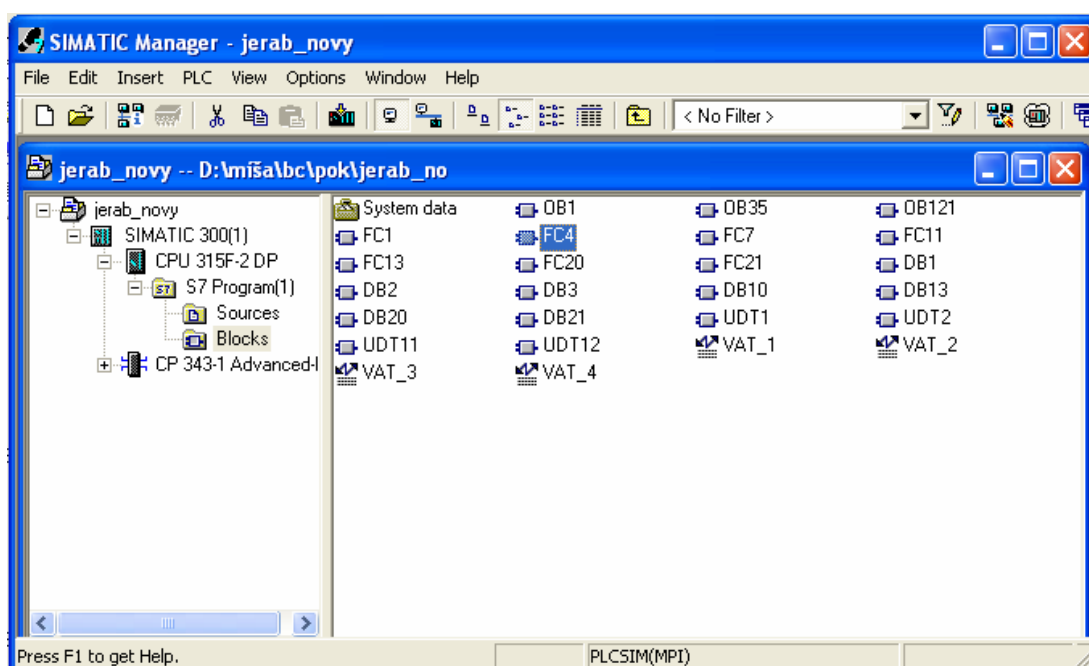 SIMATIC Manager - jerab_novy
File Edit Insert PLC View Options Window Help
< No Filter >
jerab_novy -- D:\míša\bc\pok\jerab_no
jerab_novy
SIMATIC 300(1)
CPU 315F-2 DP
S7 Program(1)
Sources
Blocks
CP 343-1 Advanced-I
System data OB1 OB35 OB121
FC1 FC4 FC7 FC11
FC13 FC20 FC21 DB1
DB2 DB3 DB10 DB13
DB20 DB21 UDT1 UDT2
UDT11 UDT12 VAT_1 VAT_2
VAT_3 VAT_4
Press F1 to get Help. PLCSIM(MPI)